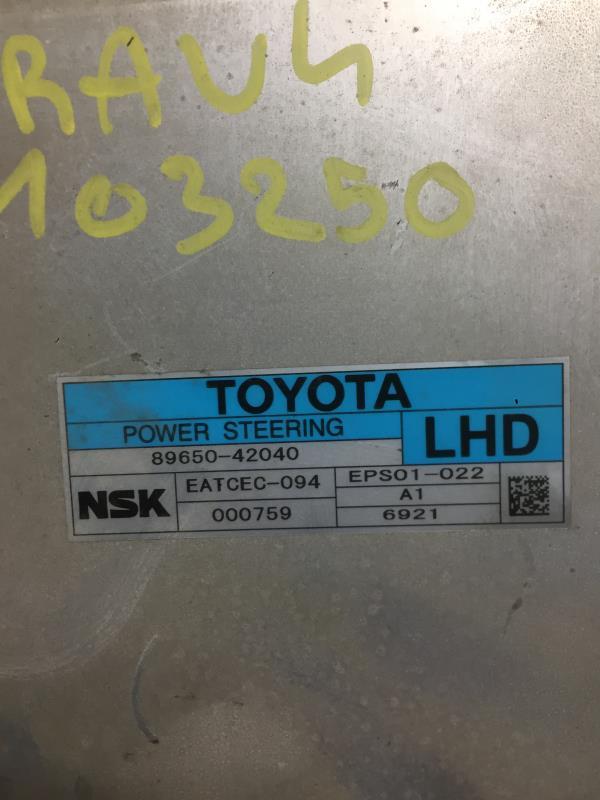 RAV4
103250
TOYOTA
POWER STEERING
LHD
89650-42040
NSK
EATCEC-094
EPS01-022
A1
000759
6921